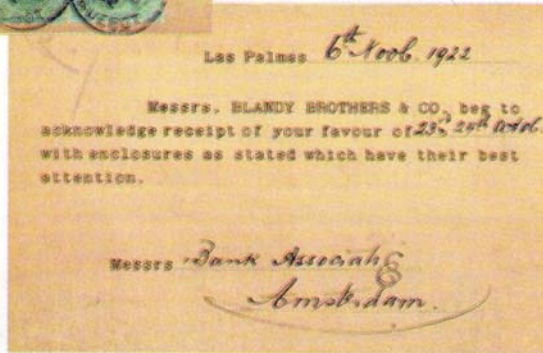 Las Palmas 6th Novb. 1922
Messrs. BLANDY BROTHERS & CO. beg to
acknowledge receipt of your favour of 23d 24th Octob.
with enclosures as stated which have their best
attention.
Messrs Bank Associatie
Amsterdam.